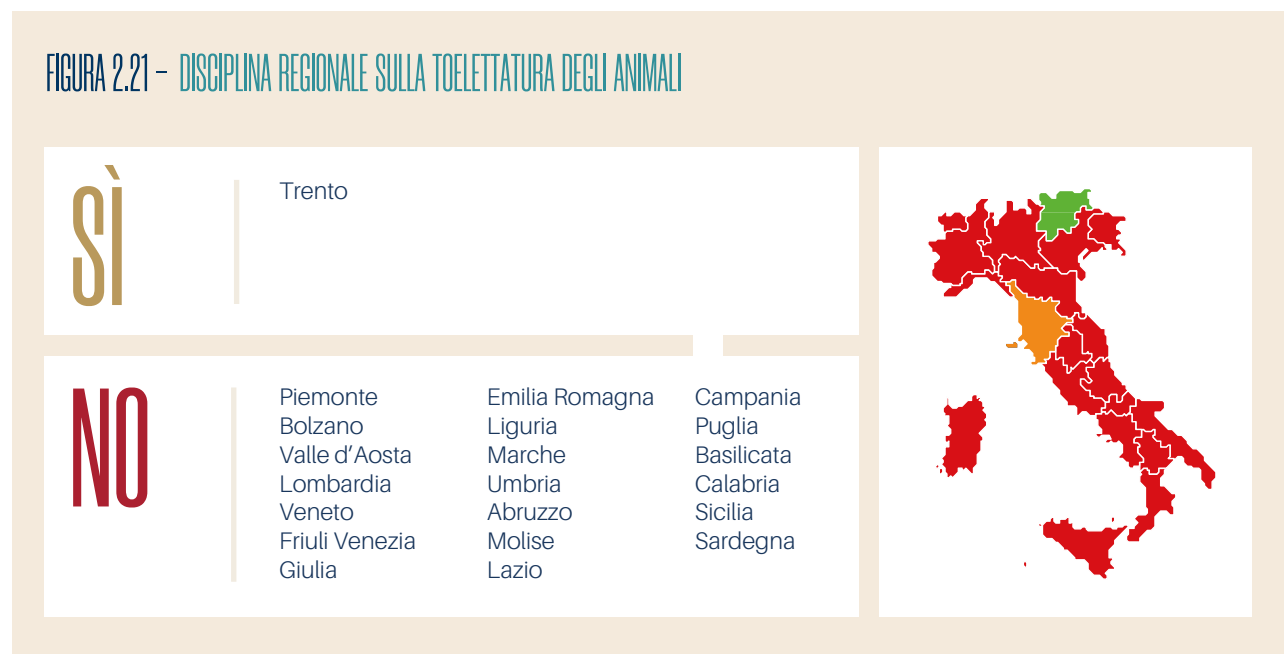 FIGURA 2.21 – DISCIPLINA REGIONALE SULLA TOELETTATURA DEGLI ANIMALI
SÌ
Trento
NO
Piemonte
Bolzano
Valle d’Aosta
Lombardia
Veneto
Friuli Venezia
Giulia
Emilia Romagna
Liguria
Marche
Umbria
Abruzzo
Molise
Lazio
Campania
Puglia
Basilicata
Calabria
Sicilia
Sardegna